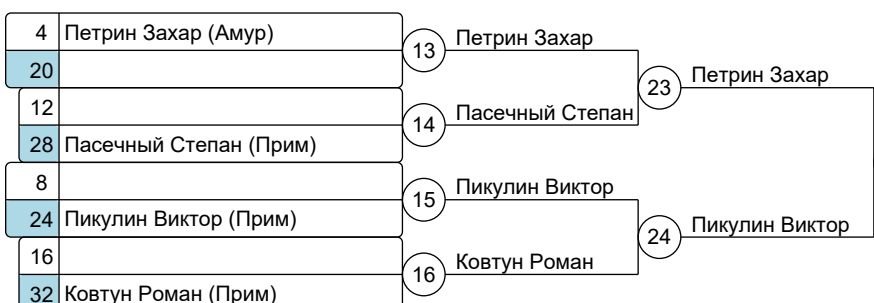 4 Петрин Захар (Амур)
20
12
28 Пасечный Степан (Прим)
8
24 Пикулин Виктор (Прим)
16
32 Ковтун Роман (Прим)
13 Петрин Захар
14 Пасечный Степан
15 Пикулин Виктор
16 Ковтун Роман
23 Петрин Захар
24 Пикулин Виктор